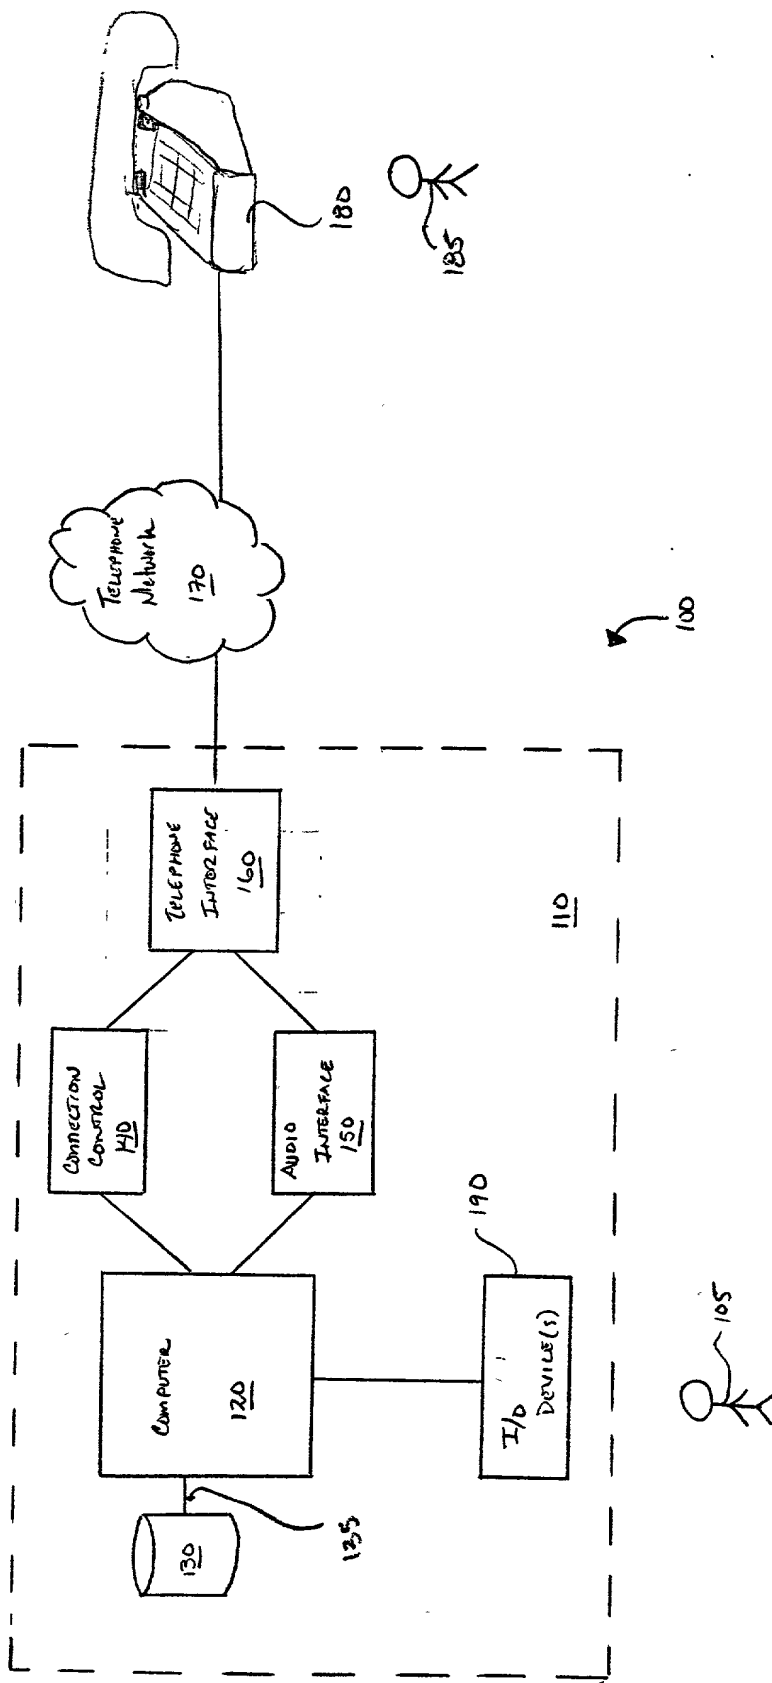 130
135
COMPUTER
120
CONNECTION
CONTROL
140
AUDIO
INTERFACE
150
TELEPHONE
INTERFACE
160
I/O
DEVICE(S)
190
110
105
TELEPHONE
Network
170
100
180
185